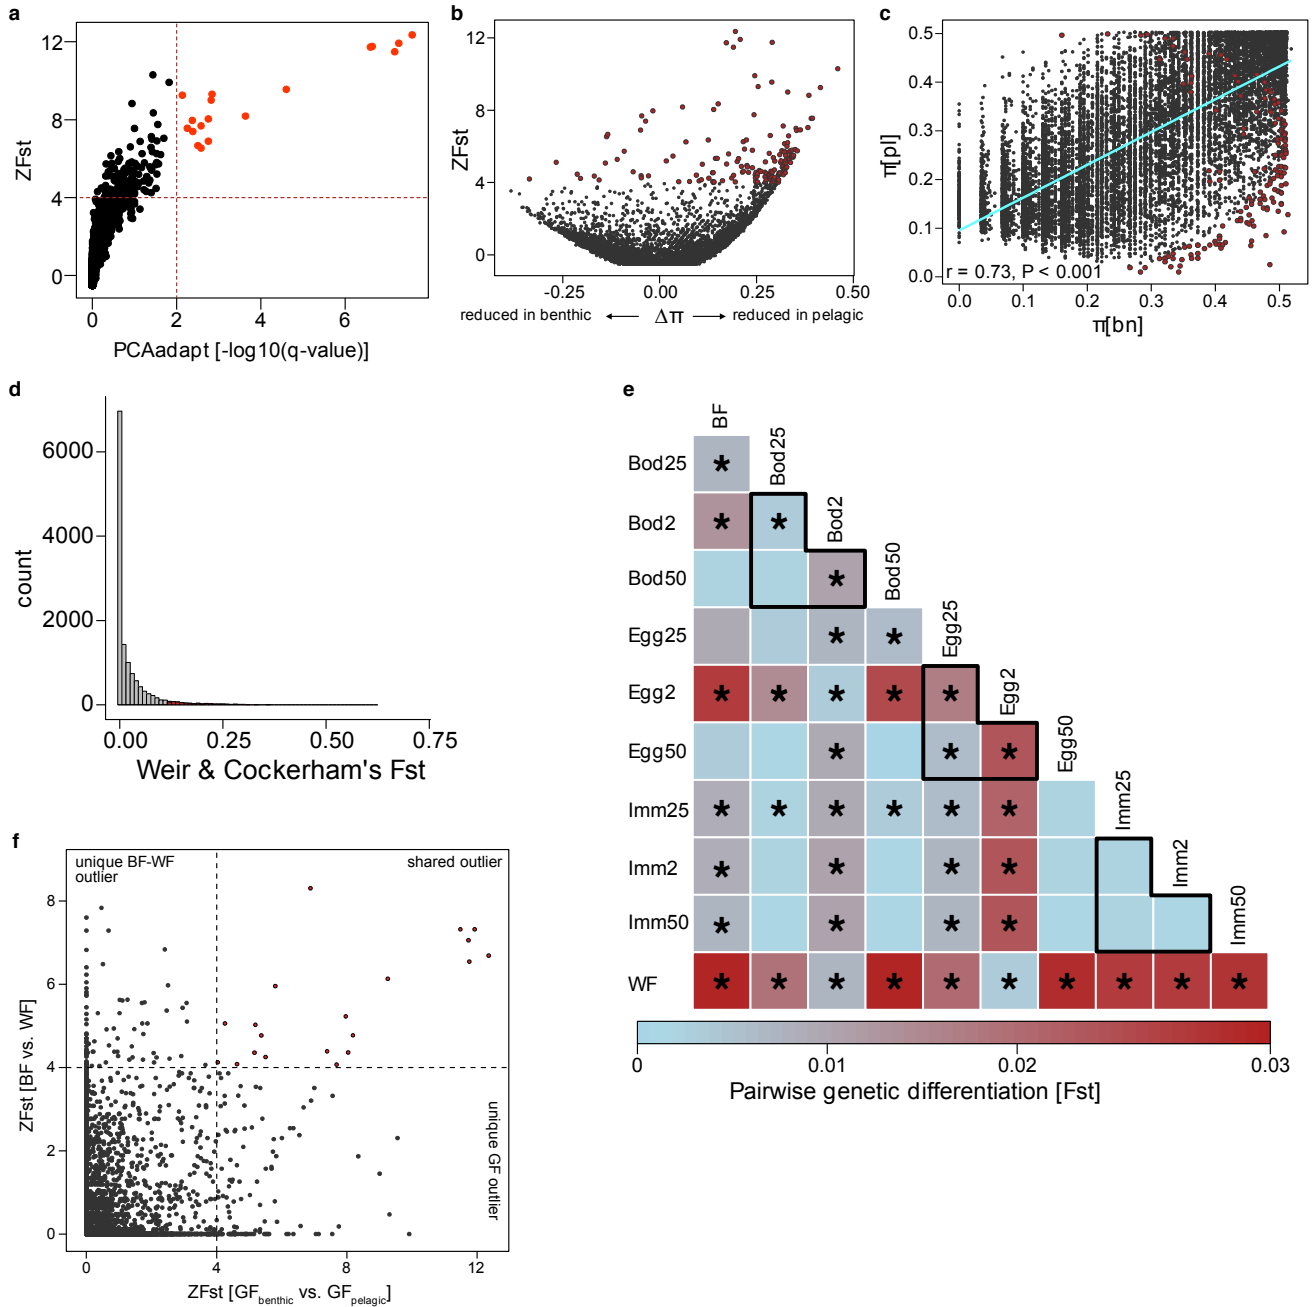 a
12
8
4
0
ZFst
0
2
4
6
PCAadapt [-log10(q-value)]
b
12
8
4
0
ZFst
-0.25
0.00
0.25
0.50
reduced in benthic ← Δπ → reduced in pelagic
c
0.5
0.4
0.3
0.2
0.1
0.0
π[pl]
r = 0.73, P < 0.001
0.0
0.1
0.2
0.3
0.4
0.5
π[bn]
d
6000
4000
2000
0
count
0.00
0.25
0.50
0.75
Weir & Cockerham's Fst
e
BF
Bod25
Bod2
Bod50
Egg25
Egg2
Egg50
Imm25
Imm2
Imm50
Bod25 *
Bod2 * *
Bod50 *
Egg25 * *
Egg2 * * * * *
Egg50 * * *
Imm25 * * * * * *
Imm2 * * * *
Imm50 * * * *
WF * * * * * * * * * *
0
0.01
0.02
0.03
Pairwise genetic differentiation [Fst]
f
unique BF-WF
outlier
shared outlier
unique GF outlier
8
6
4
2
0
ZFst [BF vs. WF]
0
4
8
12
ZFst [GFbenthic vs. GFpelagic]